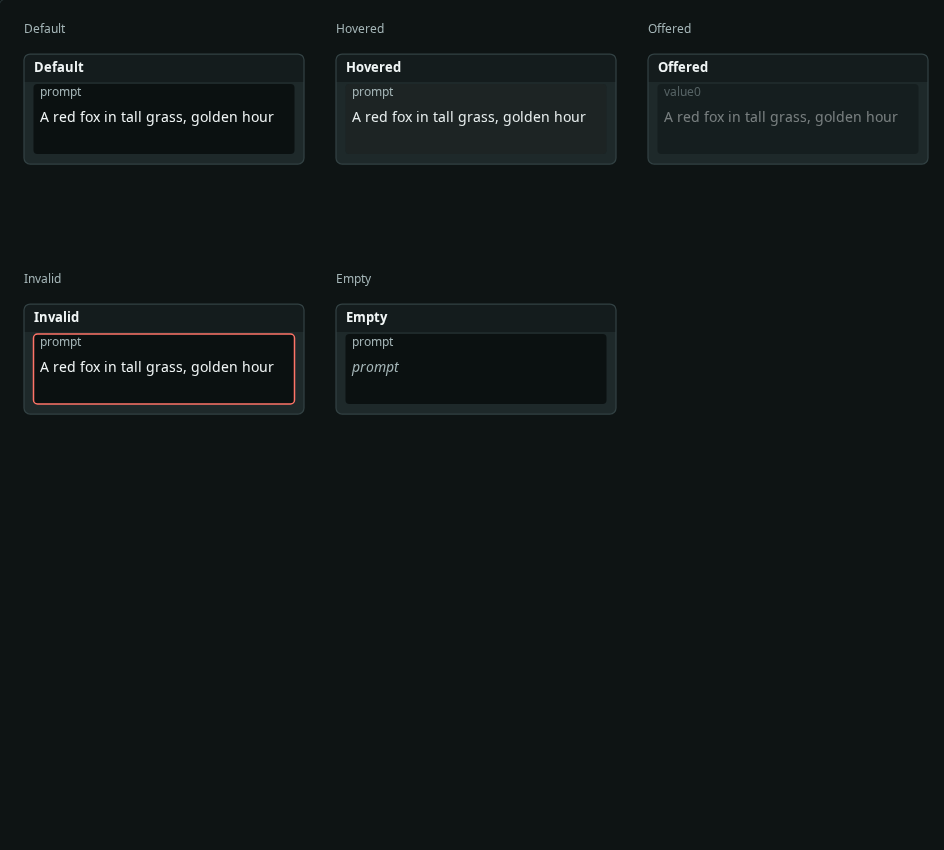 Default
Hovered
Offered
Default
Hovered
Offered
prompt
prompt
value0
A red fox in tall grass, golden hour
A red fox in tall grass, golden hour
A red fox in tall grass, golden hour
Invalid
Empty
Invalid
Empty
prompt
prompt
A red fox in tall grass, golden hour
prompt